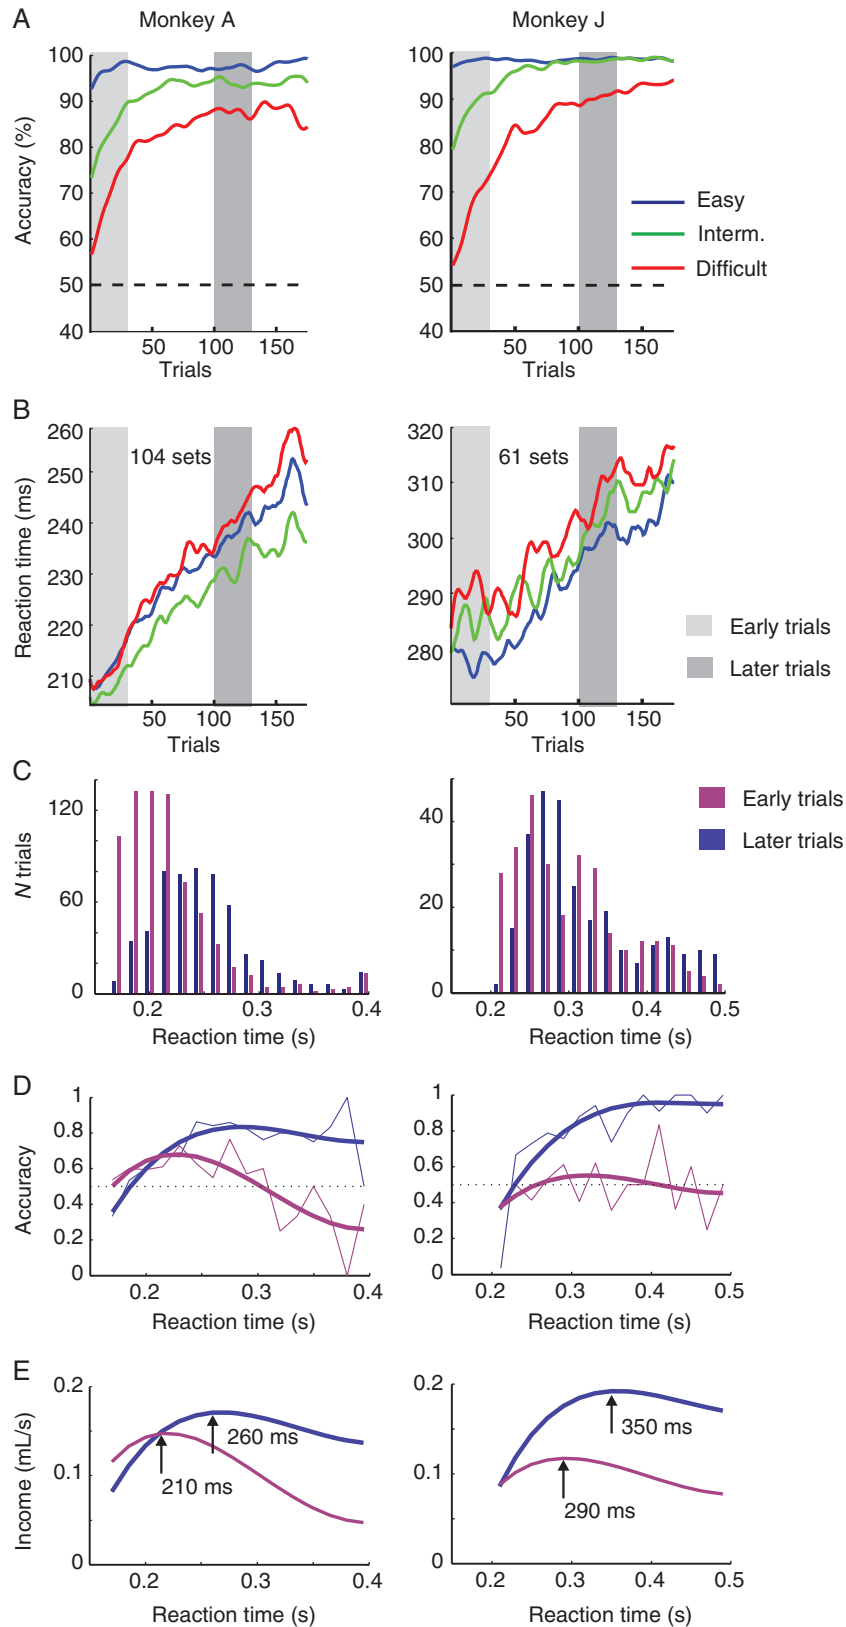 A
Monkey A
Monkey J
Accuracy (%)
100
90
80
70
60
50
40
50
100
150
Trials
100
90
80
70
60
50
40
50
100
150
Trials
Easy
Interm.
Difficult
B
Reaction time (ms)
260
250
240
230
220
210
104 sets
50
100
150
Trials
320
310
300
290
280
61 sets
50
100
150
Trials
Early trials
Later trials
C
N trials
120
60
0
0.2
0.3
0.4
Reaction time (s)
40
20
0
0.2
0.3
0.4
0.5
Reaction time (s)
Early trials
Later trials
D
Accuracy
1
0.8
0.6
0.4
0.2
0
0.2
0.3
0.4
Reaction time (s)
1
0.8
0.6
0.4
0.2
0
0.2
0.3
0.4
0.5
Reaction time (s)
E
Income (mL/s)
0.2
0.1
0
260 ms
210 ms
0.2
0.3
0.4
Reaction time (s)
0.2
0.1
0
350 ms
290 ms
0.2
0.3
0.4
0.5
Reaction time (s)